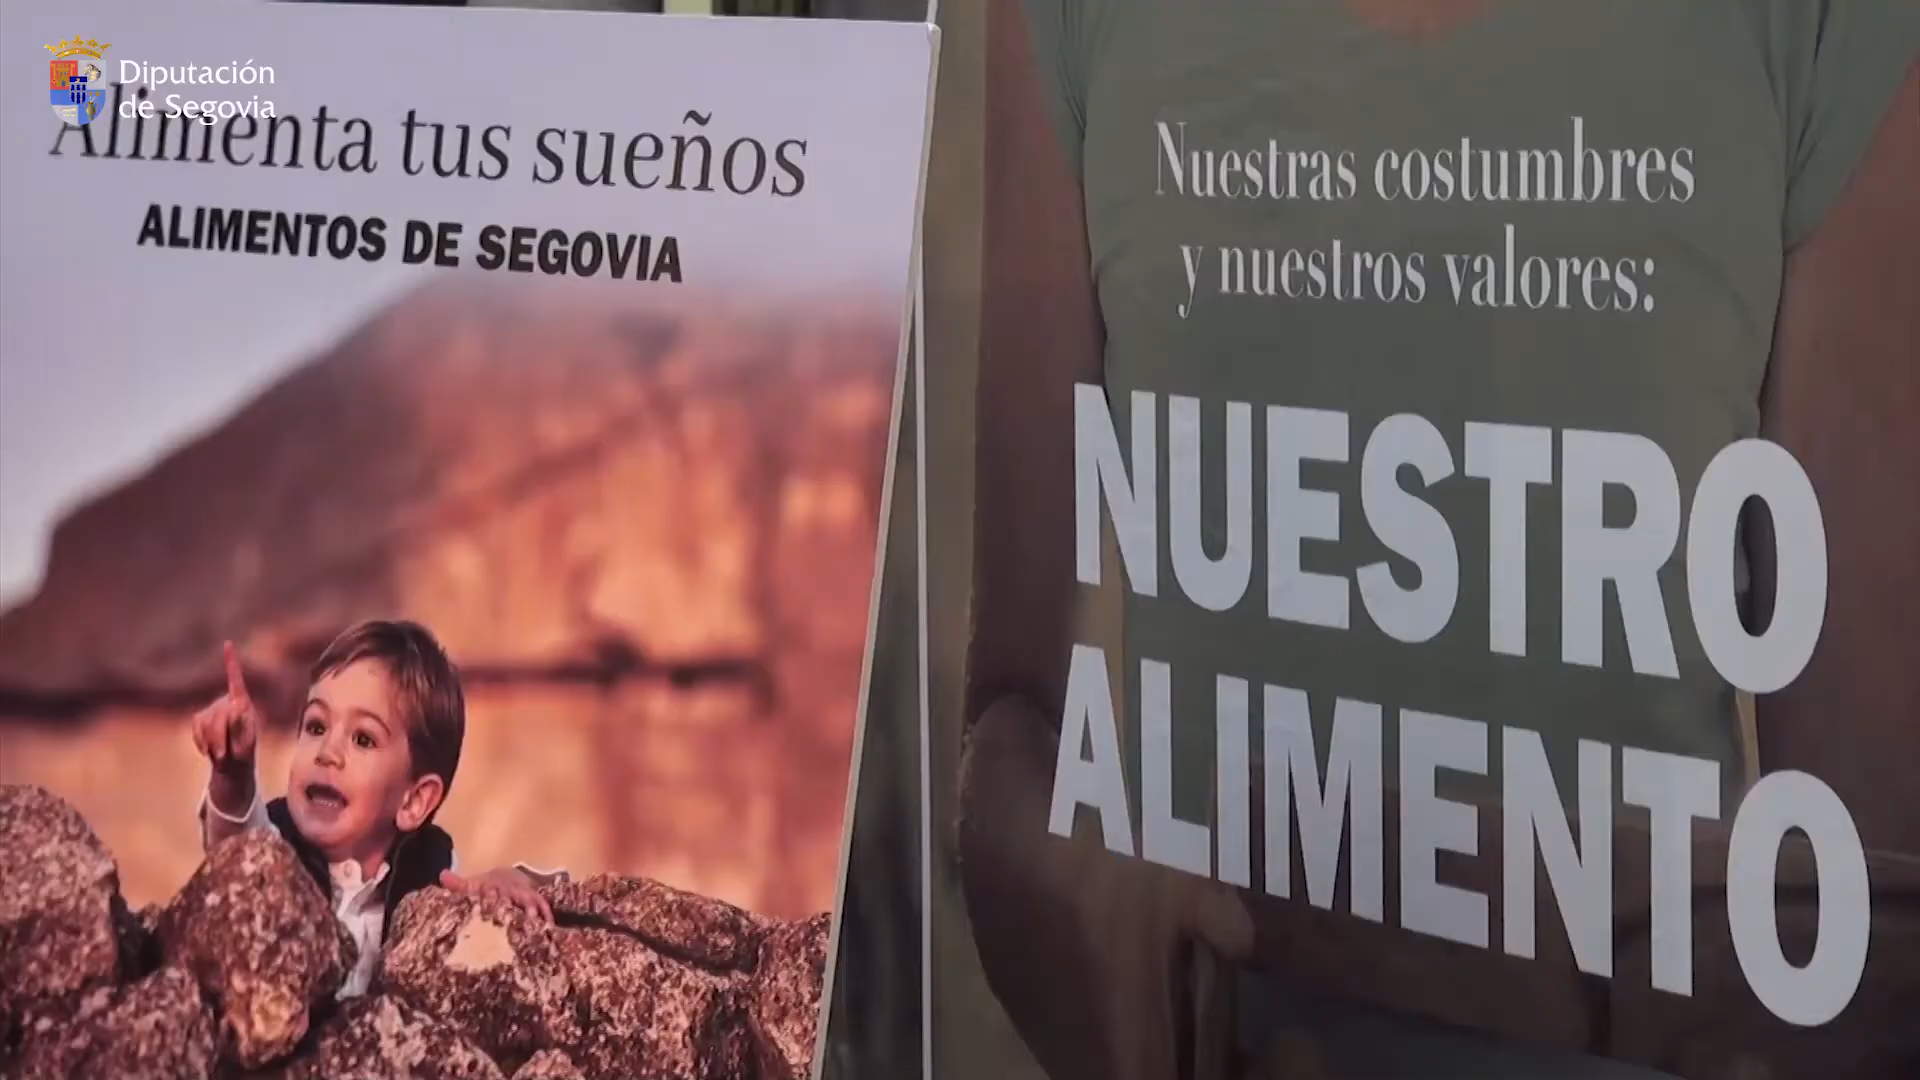 Diputación
de Segovia
Alimenta tus sueños
ALIMENTOS DE SEGOVIA
Nuestras costumbres
y nuestros valores:
NUESTRO
ALIMENTO